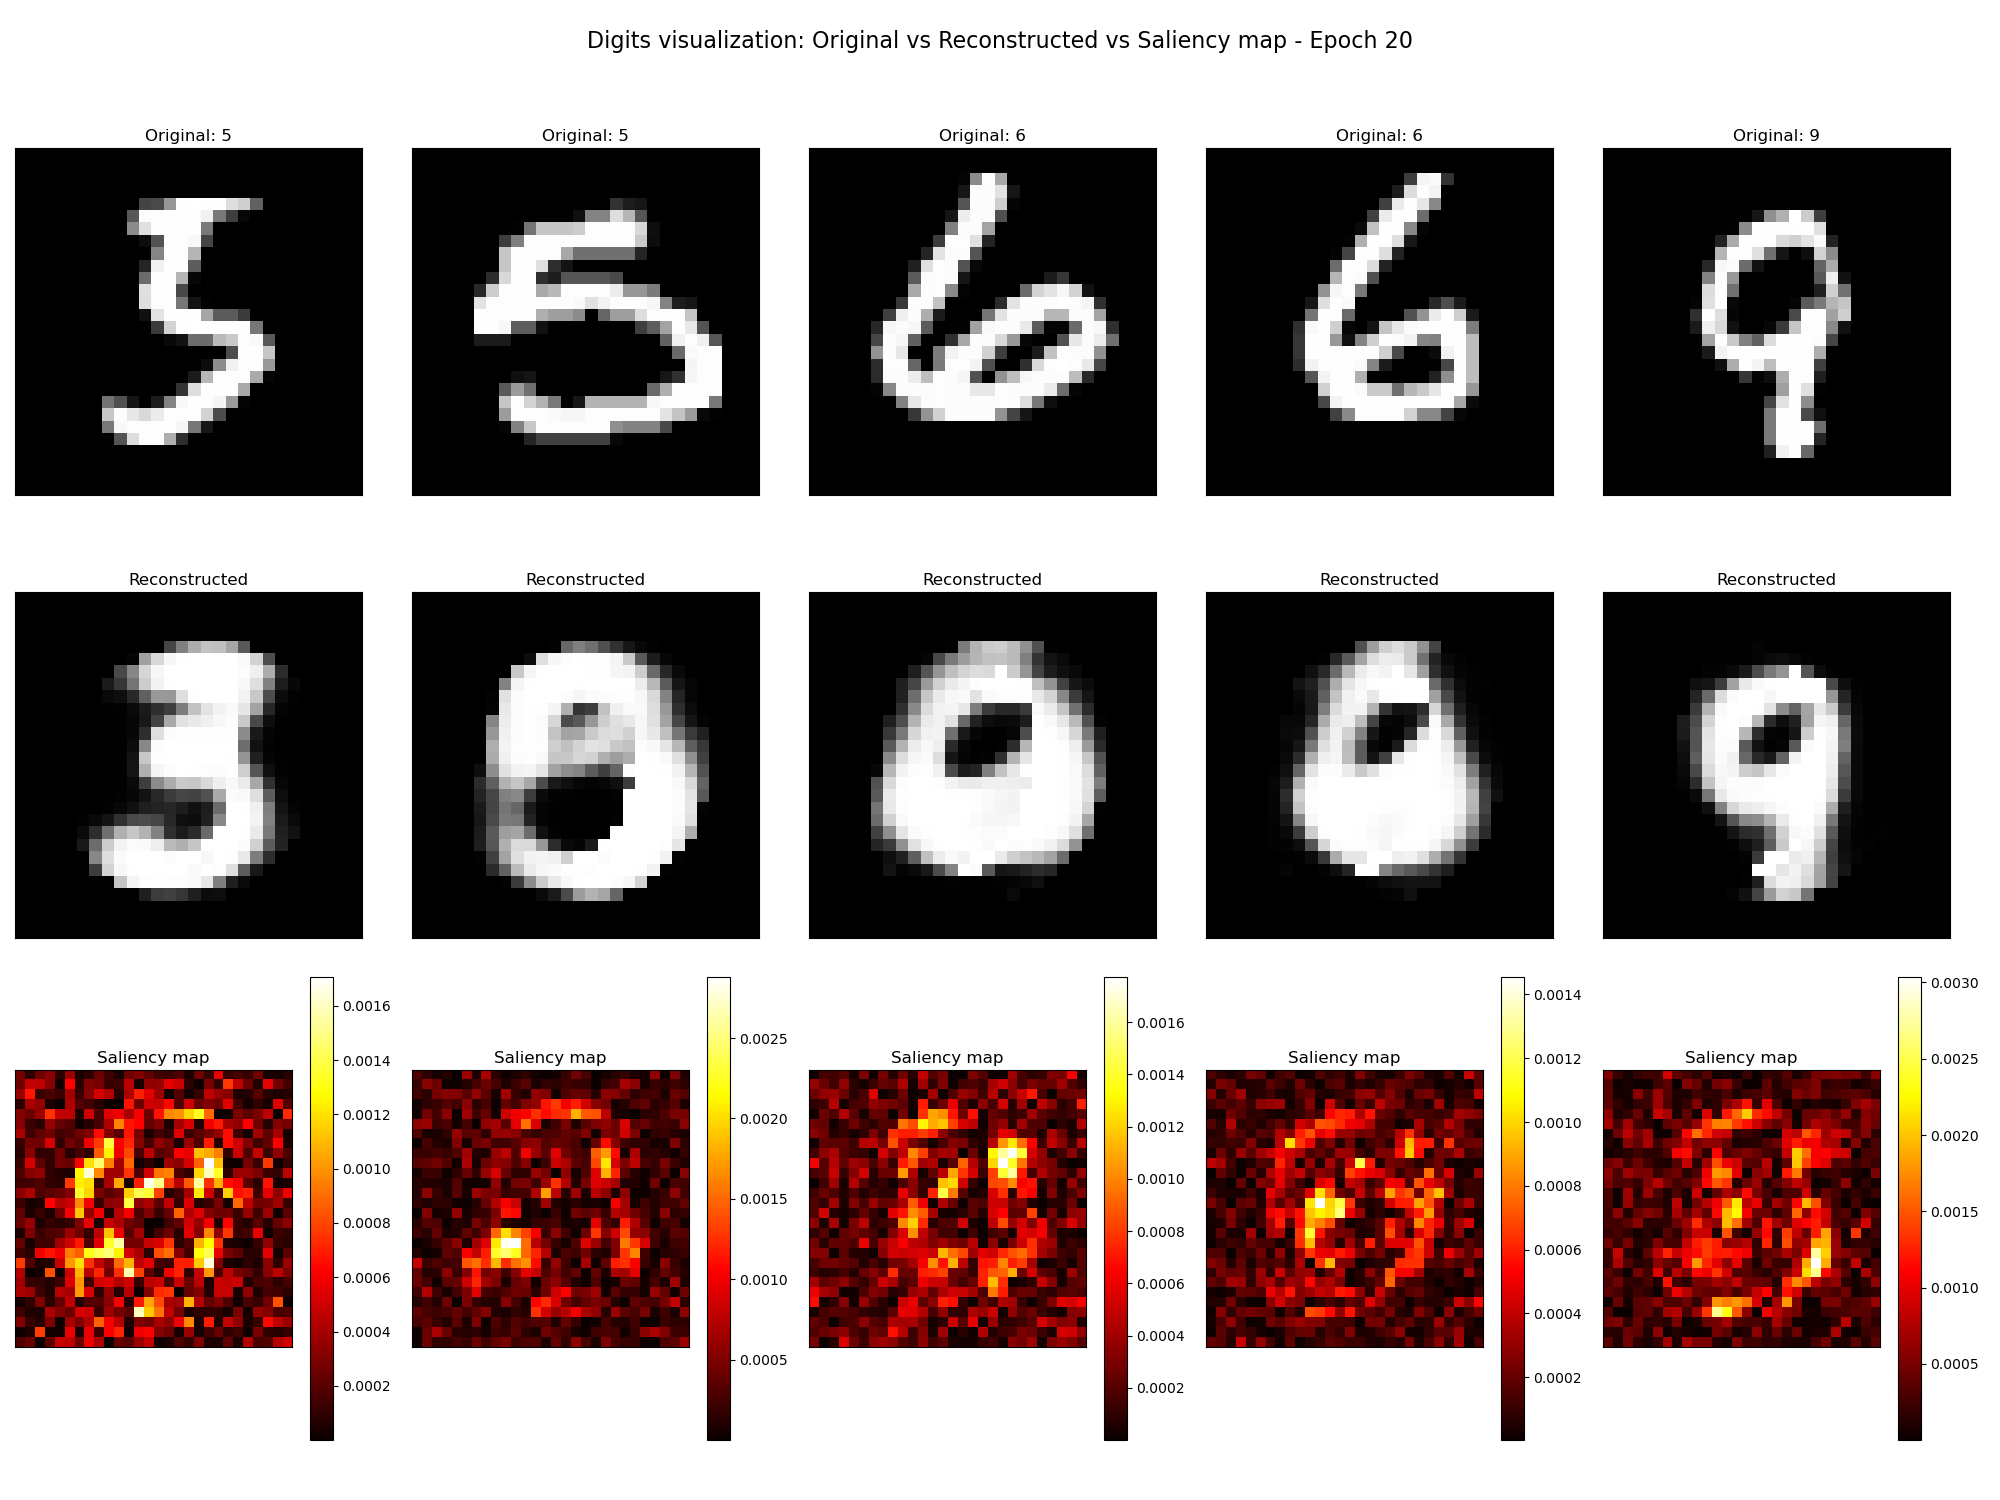 Digits visualization: Original vs Reconstructed vs Saliency map - Epoch 20
Original: 5
Original: 5
Original: 6
Original: 6
Original: 9
Reconstructed
Reconstructed
Reconstructed
Reconstructed
Reconstructed
Saliency map
0.0016
0.0014
0.0012
0.0010
0.0008
0.0006
0.0004
0.0002
Saliency map
0.0025
0.0020
0.0015
0.0010
0.0005
Saliency map
0.0016
0.0014
0.0012
0.0010
0.0008
0.0006
0.0004
0.0002
Saliency map
0.0014
0.0012
0.0010
0.0008
0.0006
0.0004
0.0002
Saliency map
0.0030
0.0025
0.0020
0.0015
0.0010
0.0005